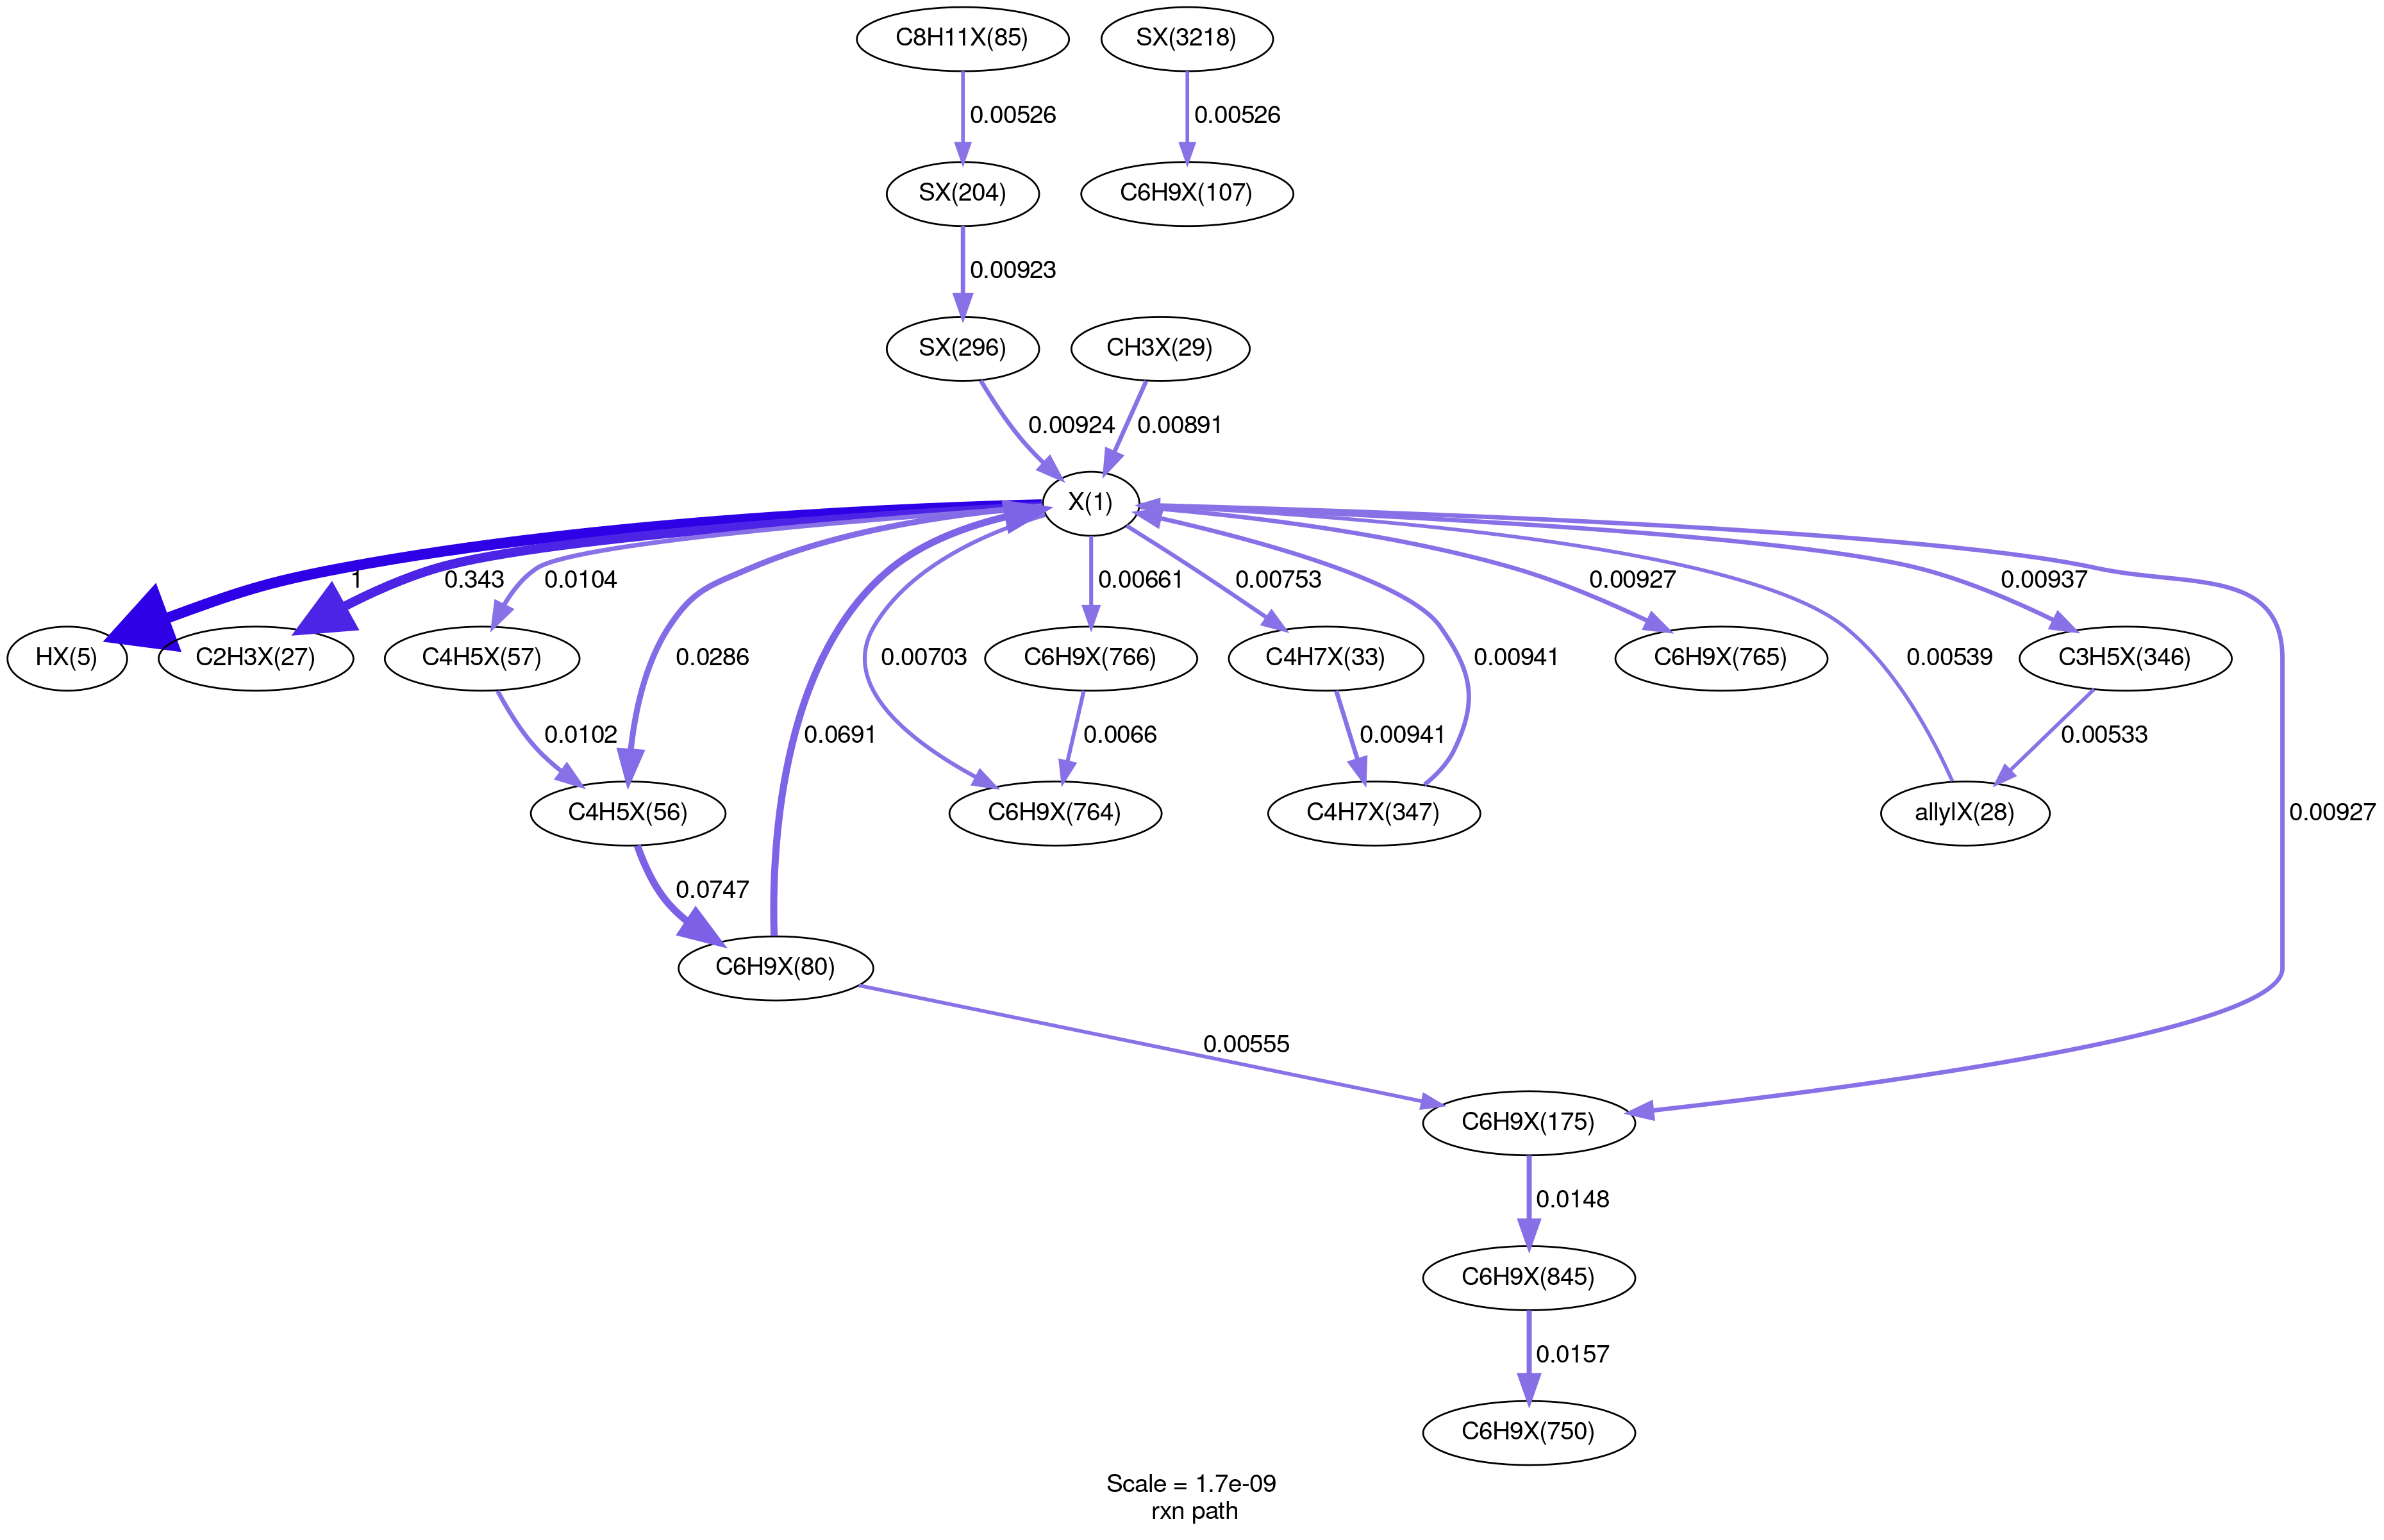 C8H11X(85)
SX(3218)
0.00526
0.00526
SX(204)
C6H9X(107)
0.00923
SX(296)
CH3X(29)
0.00924
0.00891
X(1)
1
0.343
0.0104
0.0286
0.00703
0.00661
0.00753
0.00941
0.00927
0.00539
0.00937
0.00927
HX(5)
C2H3X(27)
C4H5X(57)
C6H9X(766)
C4H7X(33)
C6H9X(765)
C3H5X(346)
0.0102
0.0691
0.0066
0.00941
0.00533
C4H5X(56)
C6H9X(764)
C4H7X(347)
allylX(28)
0.0747
C6H9X(80)
0.00555
C6H9X(175)
0.0148
C6H9X(845)
0.0157
C6H9X(750)
Scale = 1.7e-09
rxn path